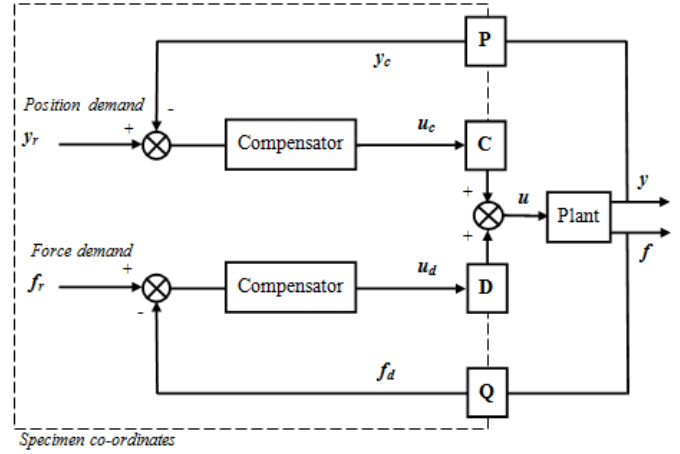 P
y_c
Position demand
-
+
y_r
Compensator
u_c
C
+
u
Plant
y
+
f
Force demand
+
f_r
-
Compensator
u_d
D
f_d
Q
Specimen co-ordinates